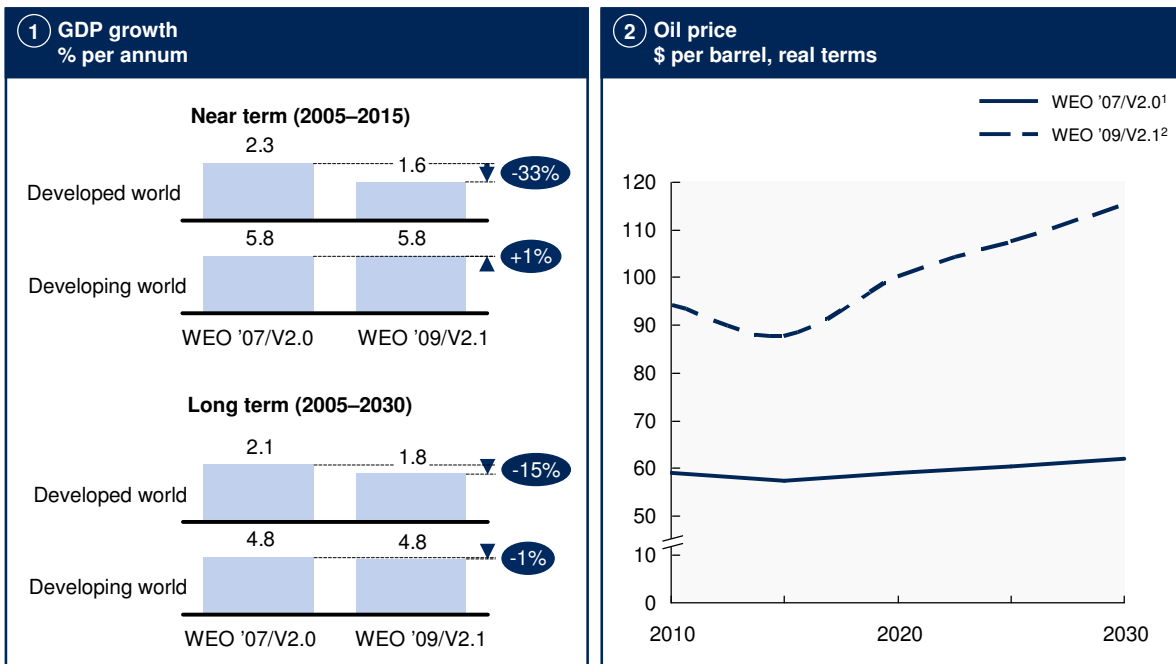 1 GDP growth
% per annum
Near term (2005–2015)
2.3
1.6
-33%
Developed world
5.8
5.8
+1%
Developing world
WEO ’07/V2.0
WEO ’09/V2.1
Long term (2005–2030)
2.1
1.8
-15%
Developed world
4.8
4.8
-1%
Developing world
WEO ’07/V2.0
WEO ’09/V2.1
2 Oil price
$ per barrel, real terms
WEO ’07/V2.0¹
WEO ’09/V2.1²
120
110
100
90
80
70
60
50
10
0
2010
2020
2030